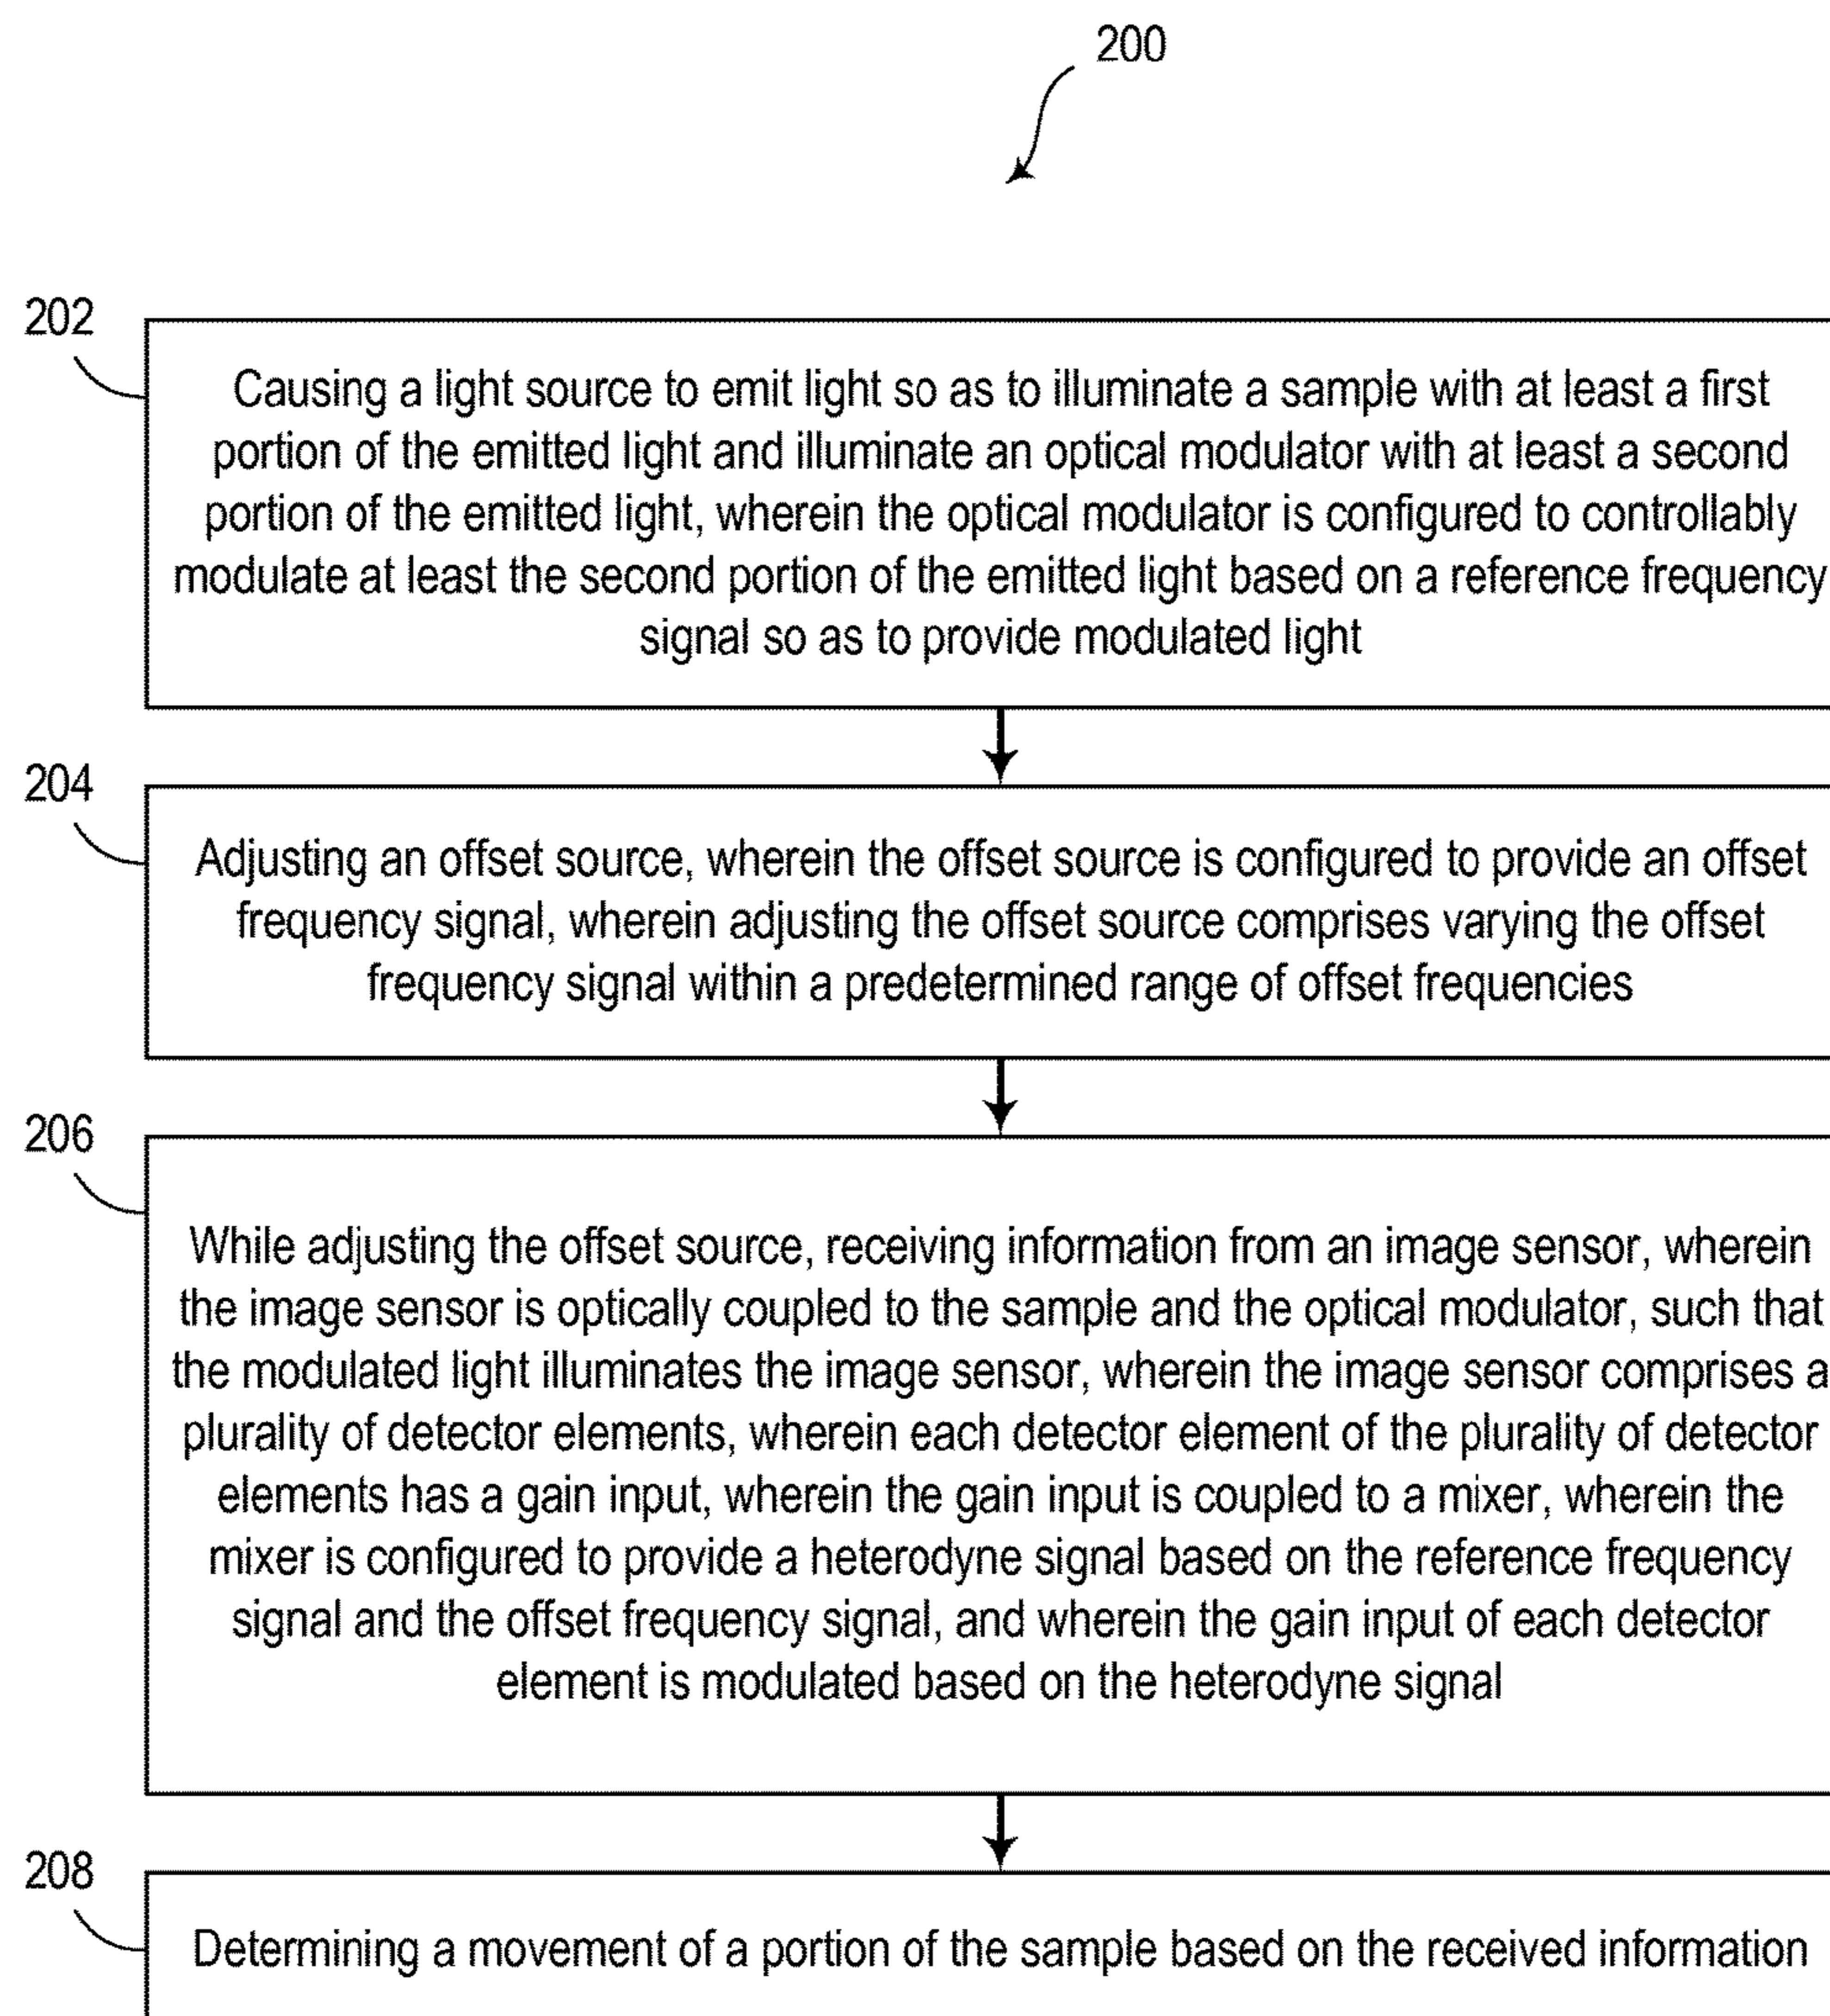 200
202
Causing a light source to emit light so as to illuminate a sample with at least a first
portion of the emitted light and illuminate an optical modulator with at least a second
portion of the emitted light, wherein the optical modulator is configured to controllably
modulate at least the second portion of the emitted light based on a reference frequency
signal so as to provide modulated light
204
Adjusting an offset source, wherein the offset source is configured to provide an offset
frequency signal, wherein adjusting the offset source comprises varying the offset
frequency signal within a predetermined range of offset frequencies
206
While adjusting the offset source, receiving information from an image sensor, wherein
the image sensor is optically coupled to the sample and the optical modulator, such that
the modulated light illuminates the image sensor, wherein the image sensor comprises a
plurality of detector elements, wherein each detector element of the plurality of detector
elements has a gain input, wherein the gain input is coupled to a mixer, wherein the
mixer is configured to provide a heterodyne signal based on the reference frequency
signal and the offset frequency signal, and wherein the gain input of each detector
element is modulated based on the heterodyne signal
208
Determining a movement of a portion of the sample based on the received information